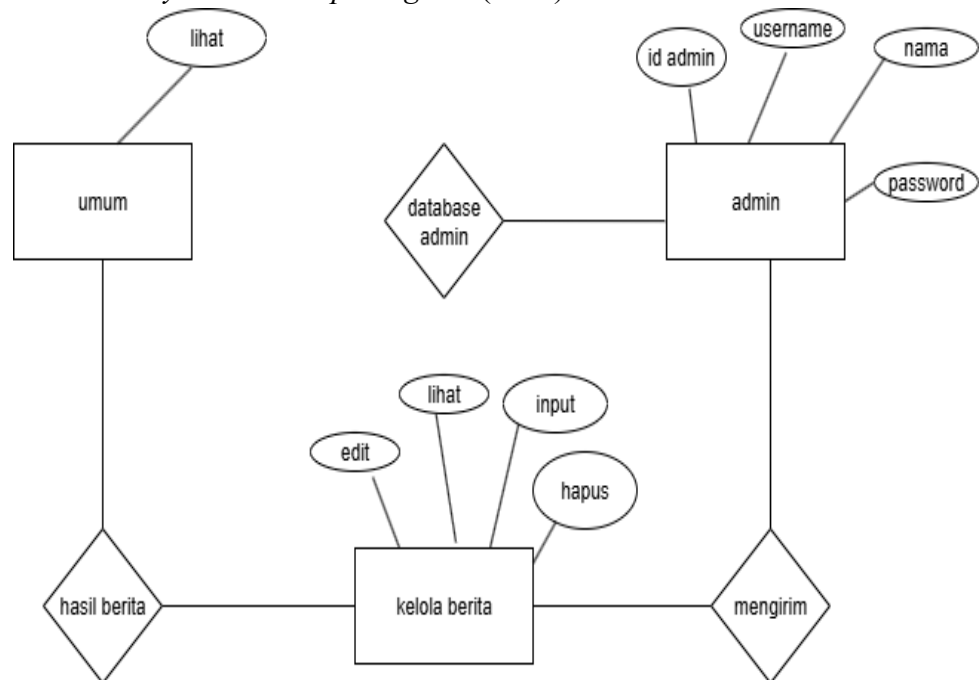 lihat
id admin
username
nama
umum
database
admin
admin
password
edit
lihat
input
hapus
hasil berita
kelola berita
mengirim